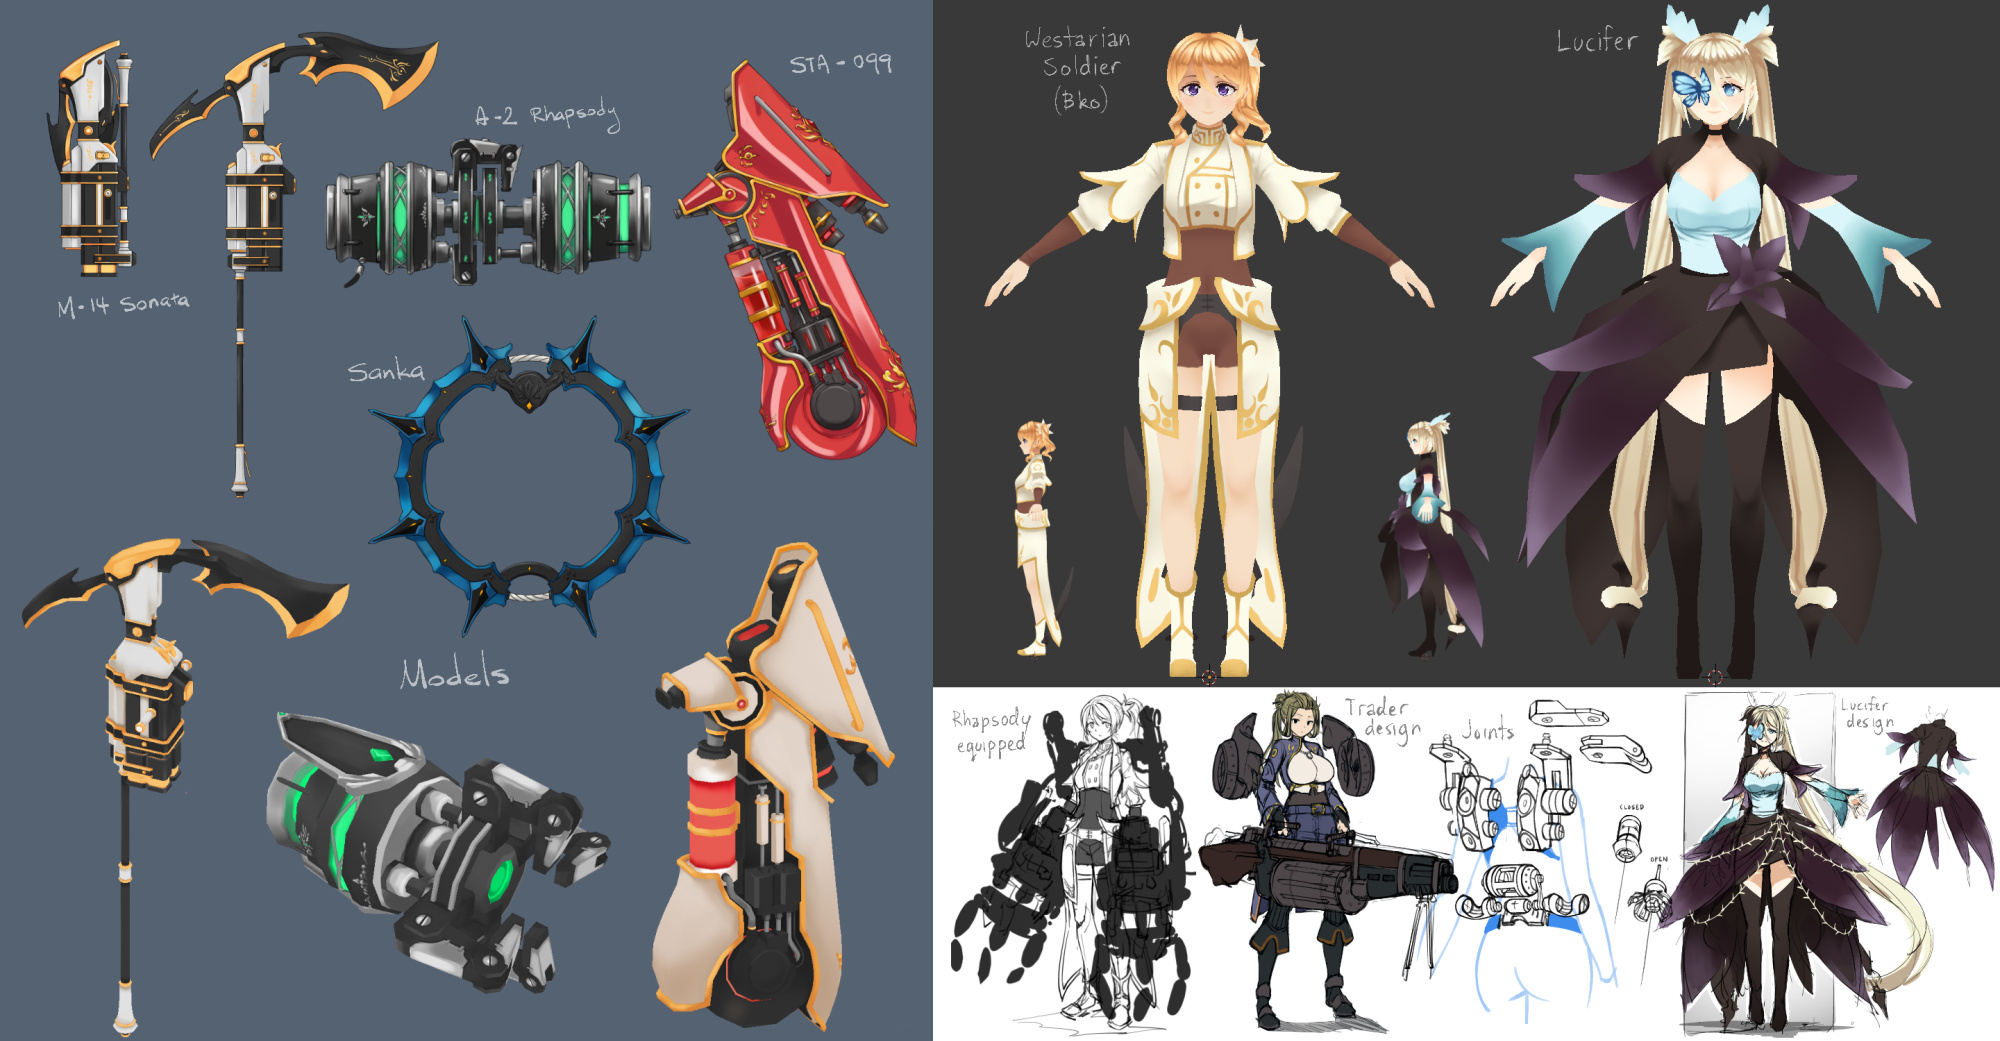 M-14 Sonata
A-2 Rhapsody
STA-099
Sanka
Models
Westarian
Soldier
(Bko)
Lucifer
Rhapsody
equipped
Trader
design
Joints
CLOSED
OPEN
Lucifer
design